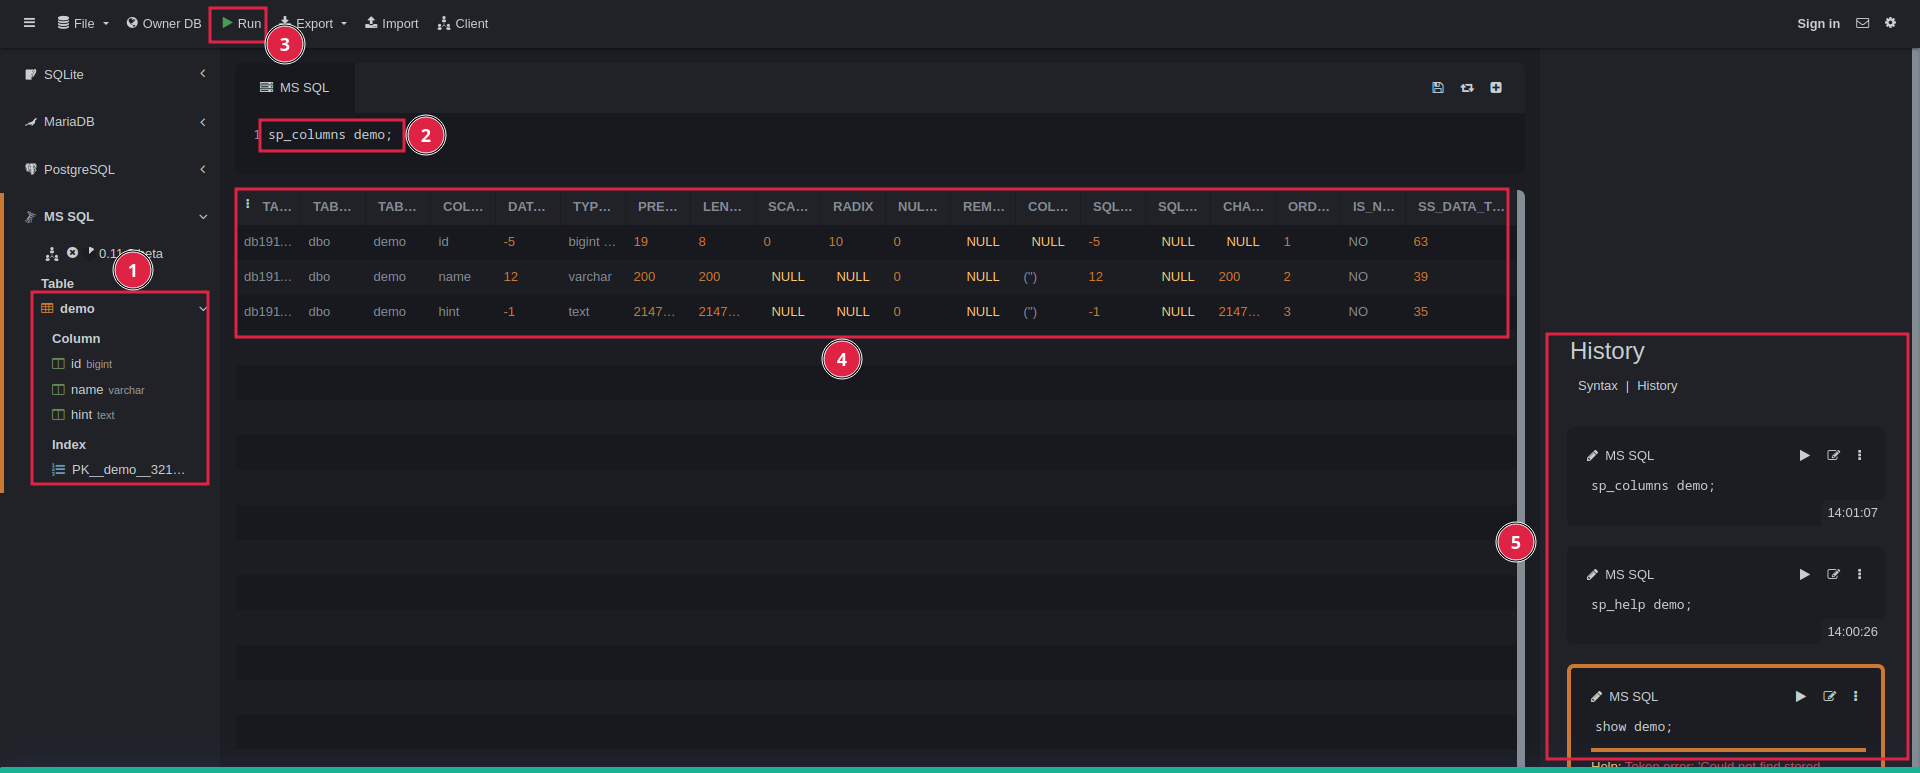 File Owner DB Run Export Import Client Sign in
3
SQLite
MariaDB
PostgreSQL
MS SQL
0.11
eta
1
Table
demo
Column
id bigint
name varchar
hint text
Index
PK__demo__321...
MS SQL
1 sp_columns demo;
2
TA... TAB... TAB... COL... DAT... TYP... PRE... LEN... SCA... RADIX NUL... REM... COL... SQL... SQL... CHA... ORD... IS_N... SS_DATA_T...
db191... dbo demo id -5 bigint ... 19 8 0 10 0 NULL NULL -5 NULL NULL 1 NO 63
db191... dbo demo name 12 varchar 200 200 NULL NULL 0 NULL ('') 12 NULL 200 2 NO 39
db191... dbo demo hint -1 text 2147... 2147... NULL NULL 0 NULL ('') -1 NULL 2147... 3 NO 35
4
5
History
Syntax | History
MS SQL
sp_columns demo;
14:01:07
MS SQL
sp_help demo;
14:00:26
MS SQL
show demo;
Help: Token error: 'Could not find stored